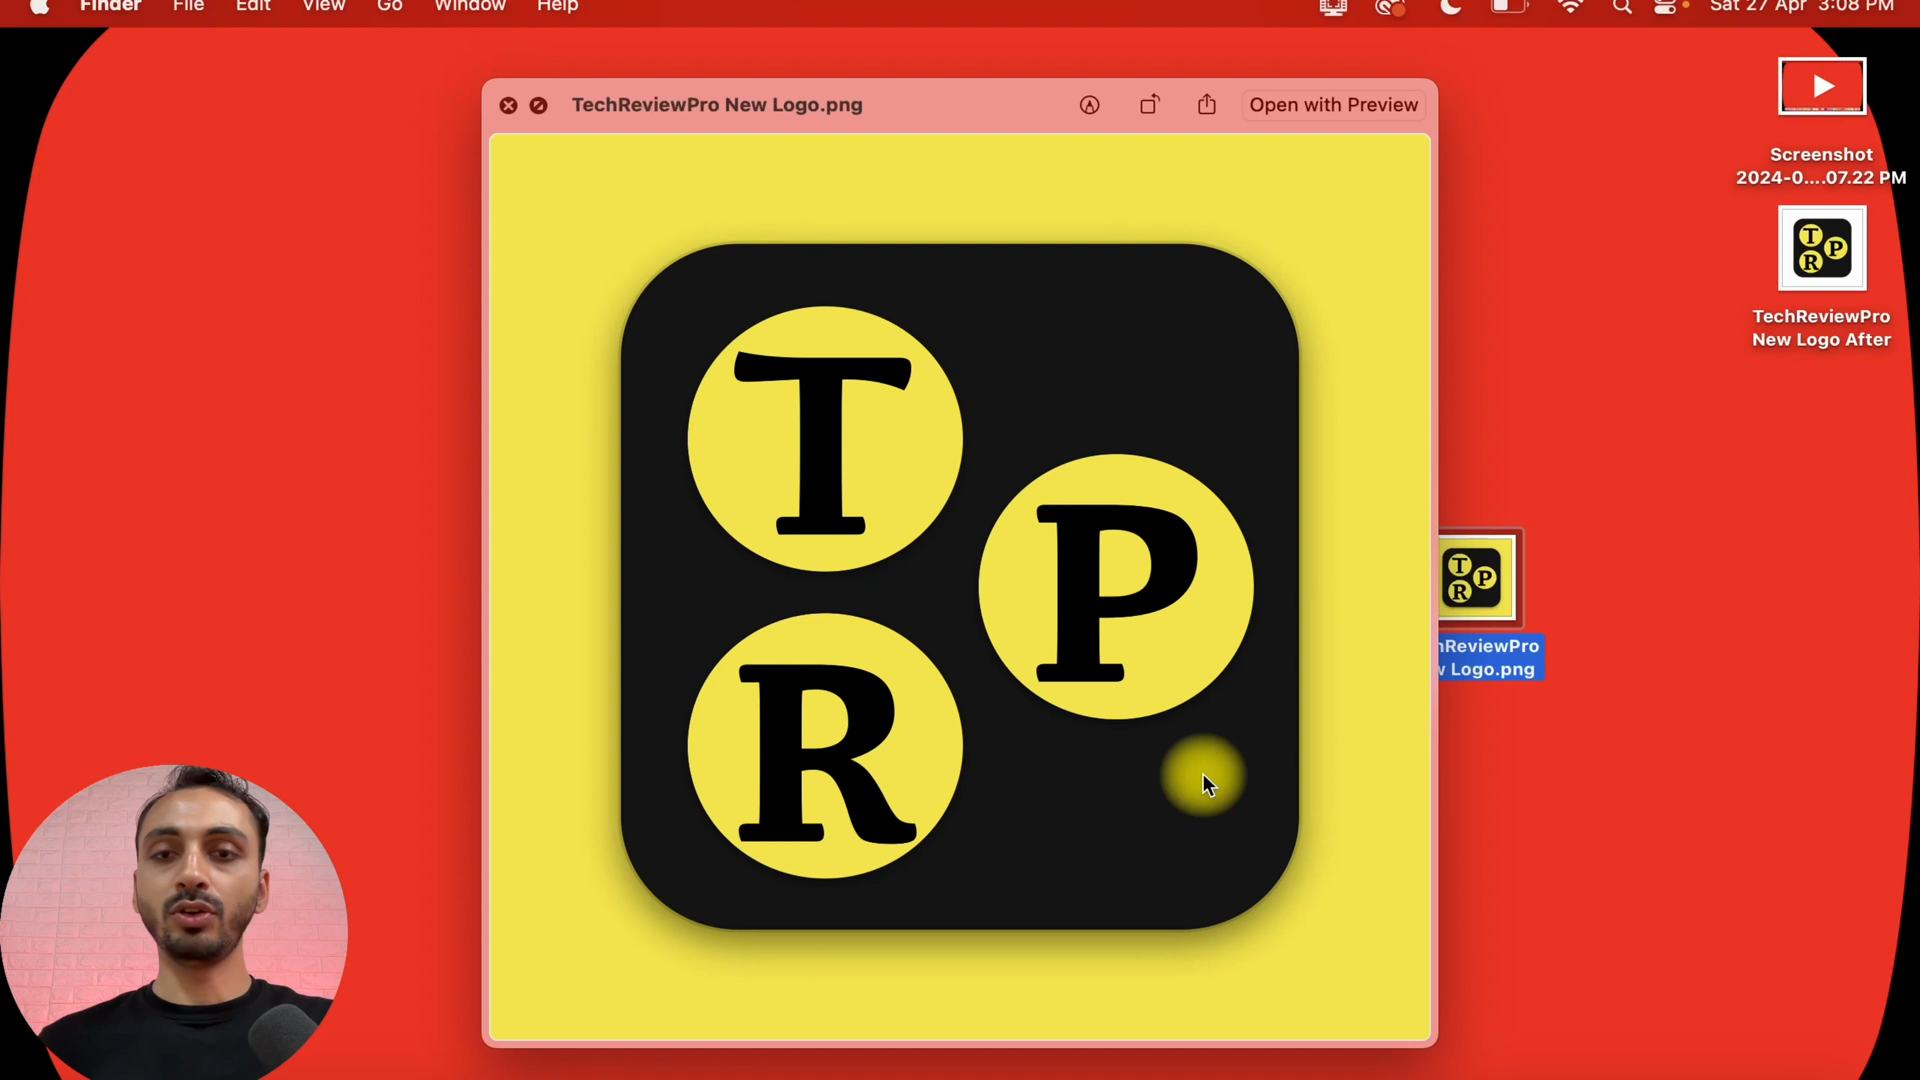 Finder File Edit View Go Window Help
Sat 27 Apr 3:08 PM
TechReviewPro New Logo.png
Open with Preview
T
P
R
Screenshot
2024-0....07.22 PM
T
P
R
TechReviewPro
New Logo After
T
P
R
hReviewPro
w Logo.png